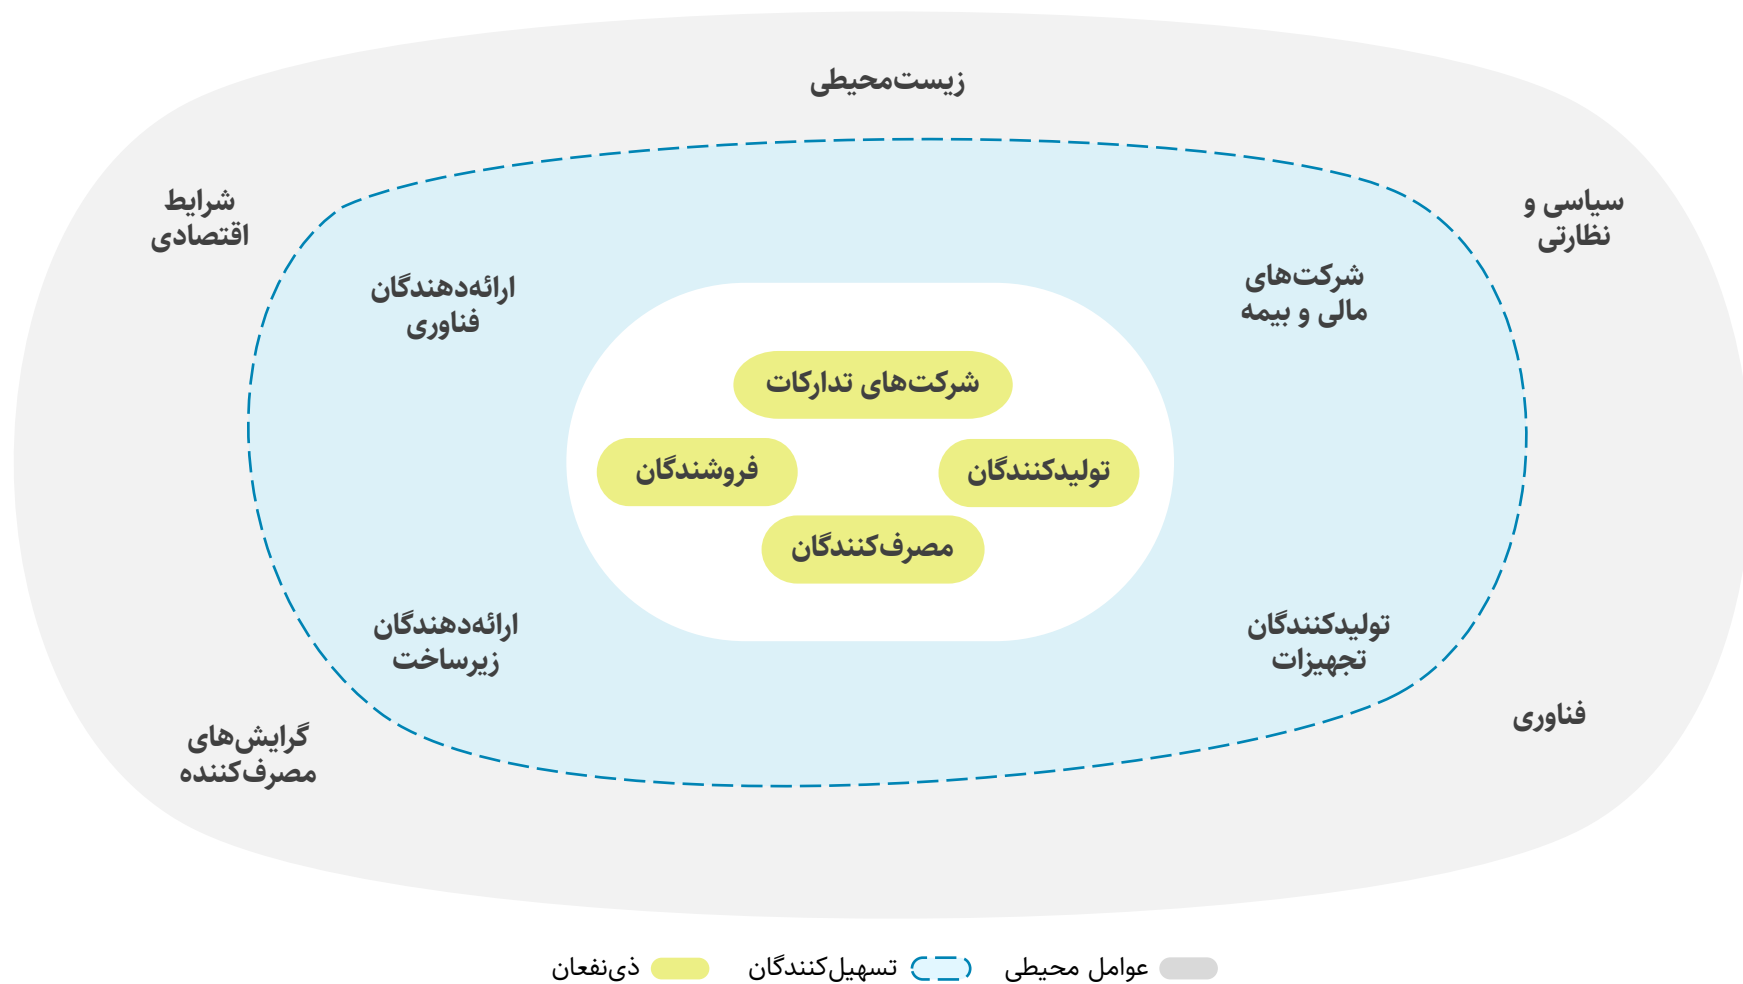 زیست‌محیطی
سیاسی و
نظارتی
شرایط
اقتصادی
شرکت‌های
مالی و بیمه
ارائه‌دهندگان
فناوری
شرکت‌های تدارکات
تولیدکنندگان
فروشندگان
مصرف‌کنندگان
تولیدکنندگان
تجهیزات
ارائه‌دهندگان
زیرساخت
فناوری
گرایش‌های
مصرف‌کننده
عوامل محیطی
تسهیل‌کنندگان
ذی‌نفعان